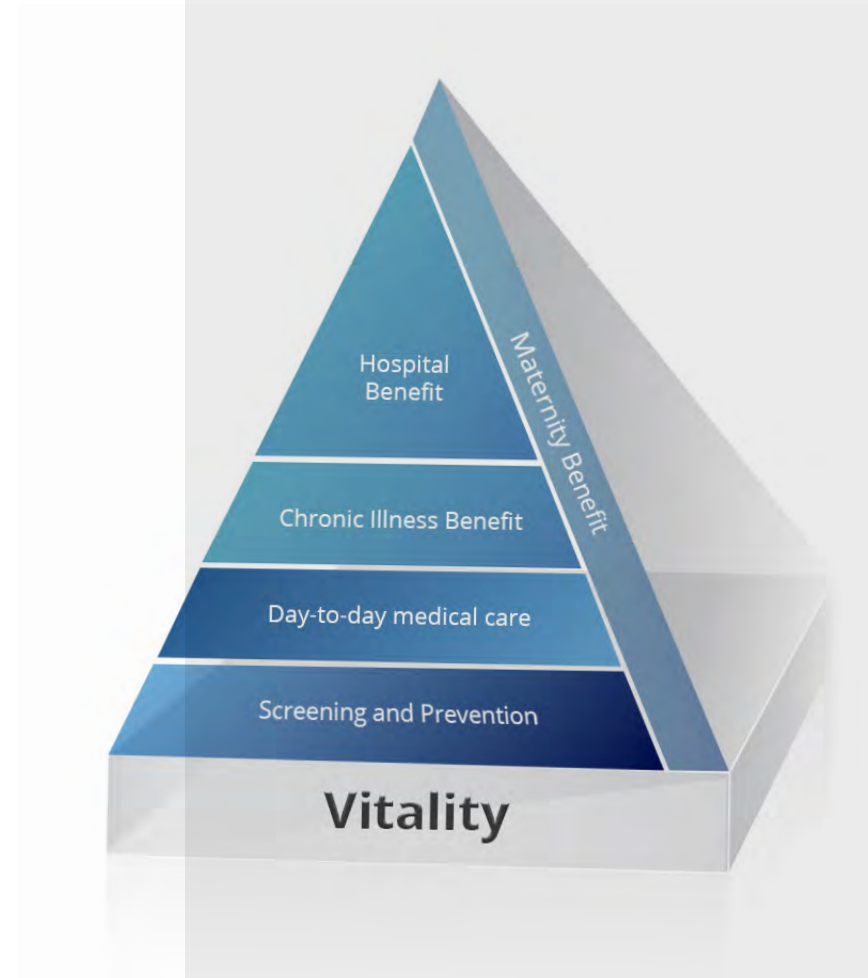 Hospital
Benefit
Maternity Benefit
Chronic Illness Benefit
Day-to-day medical care
Screening and Prevention
Vitality